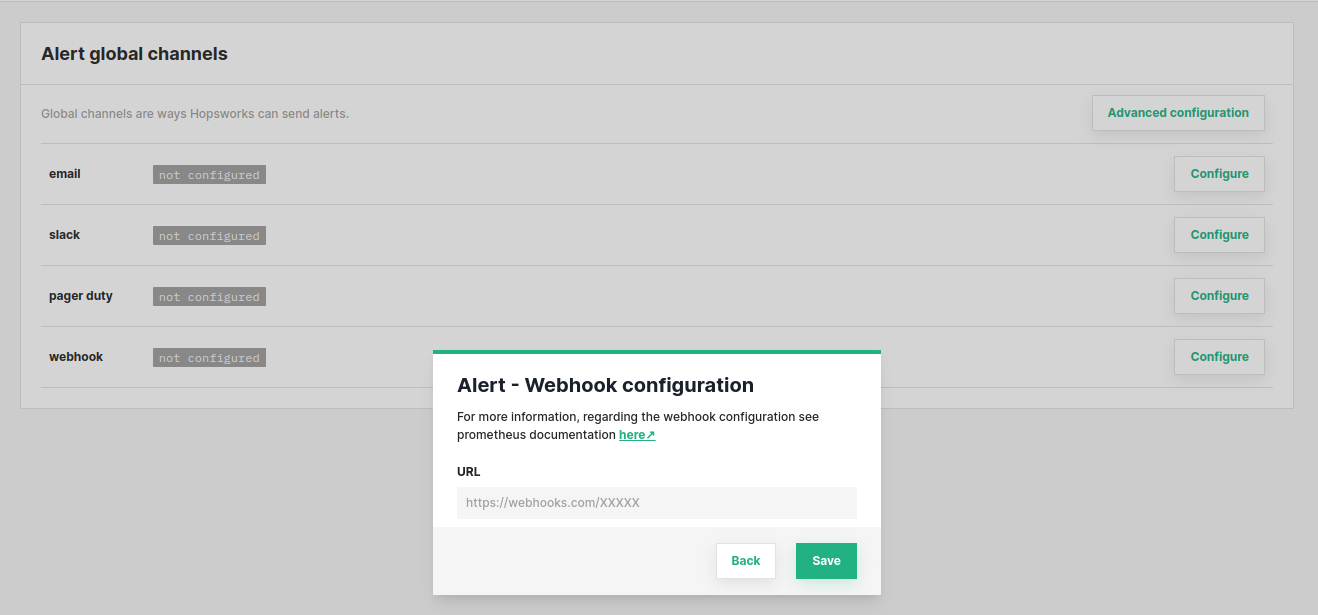 Alert global channels
Global channels are ways Hopsworks can send alerts.
Advanced configuration
email not configured Configure
slack not configured Configure
pager duty not configured Configure
webhook not configured Configure
Alert - Webhook configuration
For more information, regarding the webhook configuration see
prometheus documentation here↗
URL
https://webhooks.com/XXXXX
Back Save